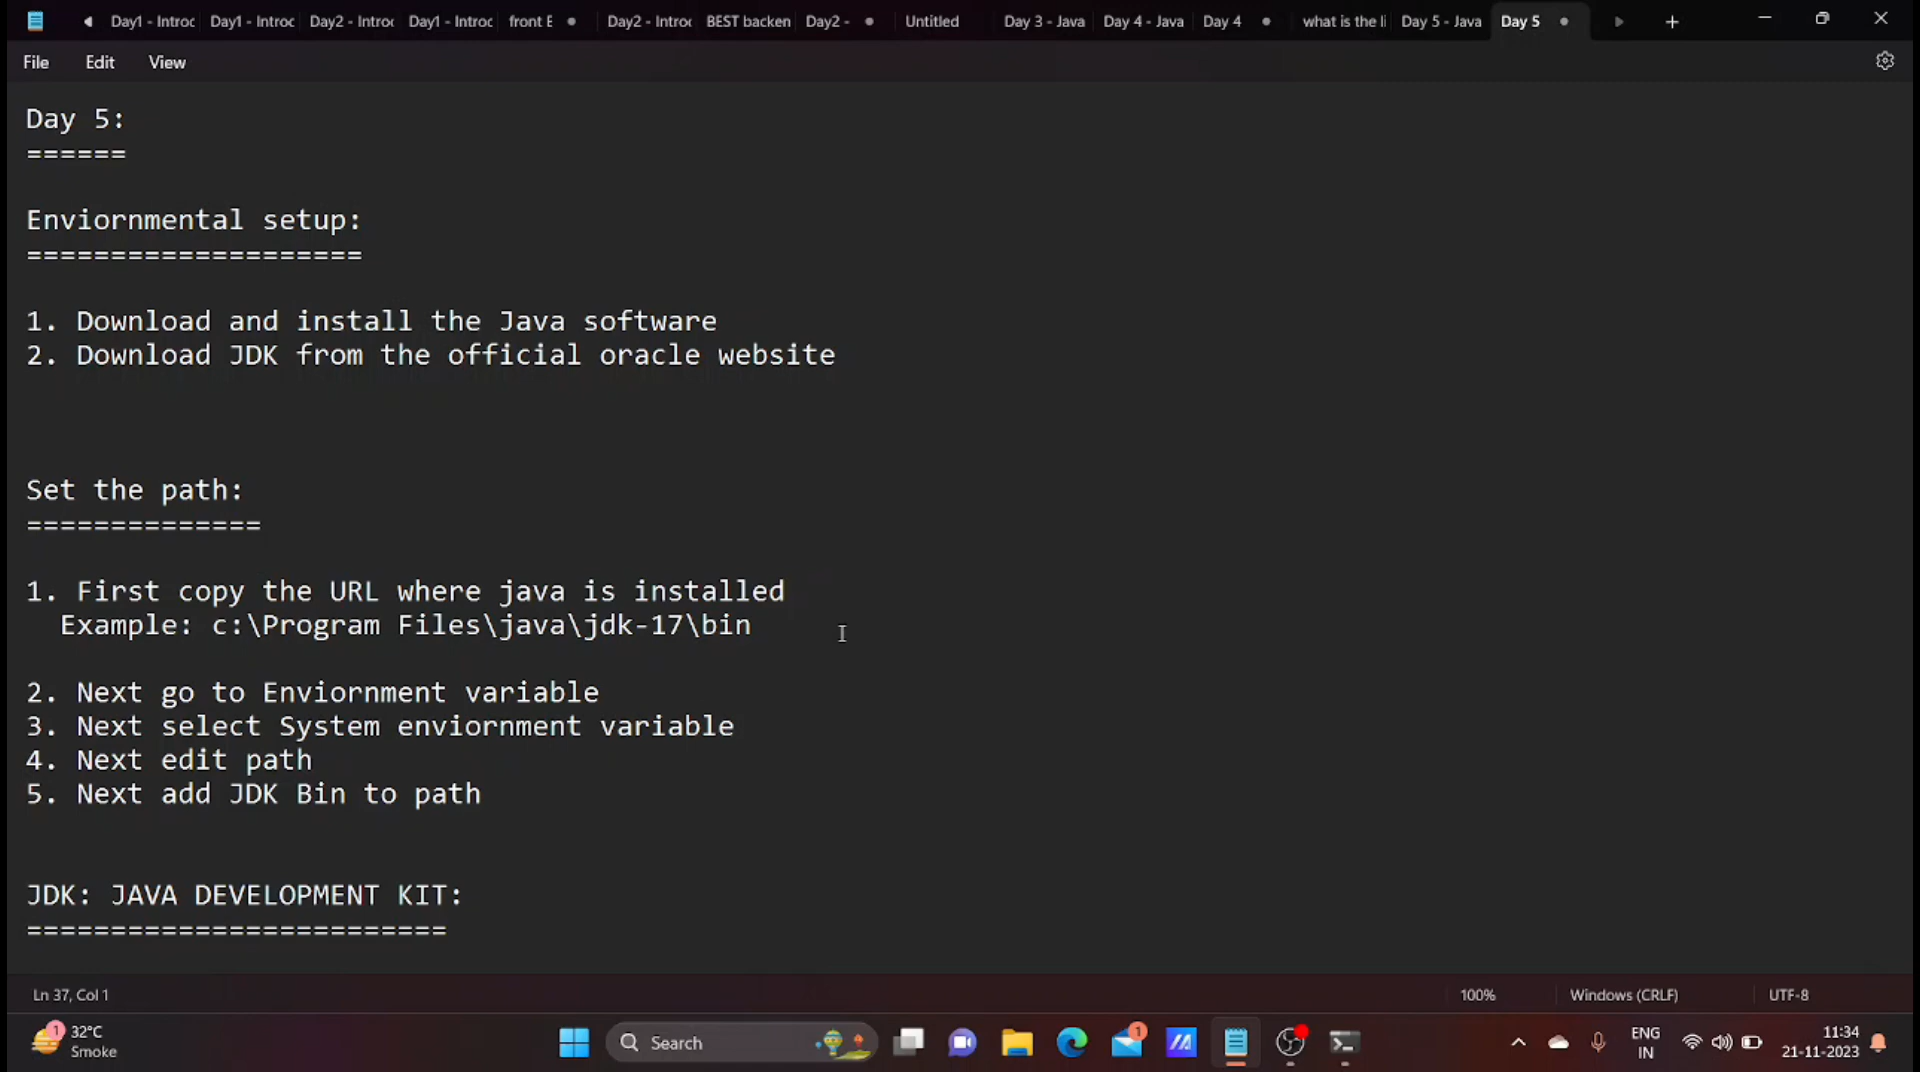 Day1 - Introc
Day1 - Introc
Day2 - Introc
Day1 - Introc
front E
Day2 - Introc
BEST backen
Day2 -
Untitled
Day 3 - Java
Day 4 - Java
Day 4
what is the li
Day 5 - Java
Day 5
File
Edit
View
Day 5:
======
Enviornmental setup:
====================
1. Download and install the Java software
2. Download JDK from the official oracle website
Set the path:
==============
1. First copy the URL where java is installed
Example: c:\Program Files\java\jdk-17\bin
2. Next go to Enviornment variable
3. Next select System enviornment variable
4. Next edit path
5. Next add JDK Bin to path
JDK: JAVA DEVELOPMENT KIT:
=========================
Ln 37, Col 1
100%
Windows (CRLF)
UTF-8
1
32°C
Smoke
Search
1
ENG
IN
11:34
21-11-2023